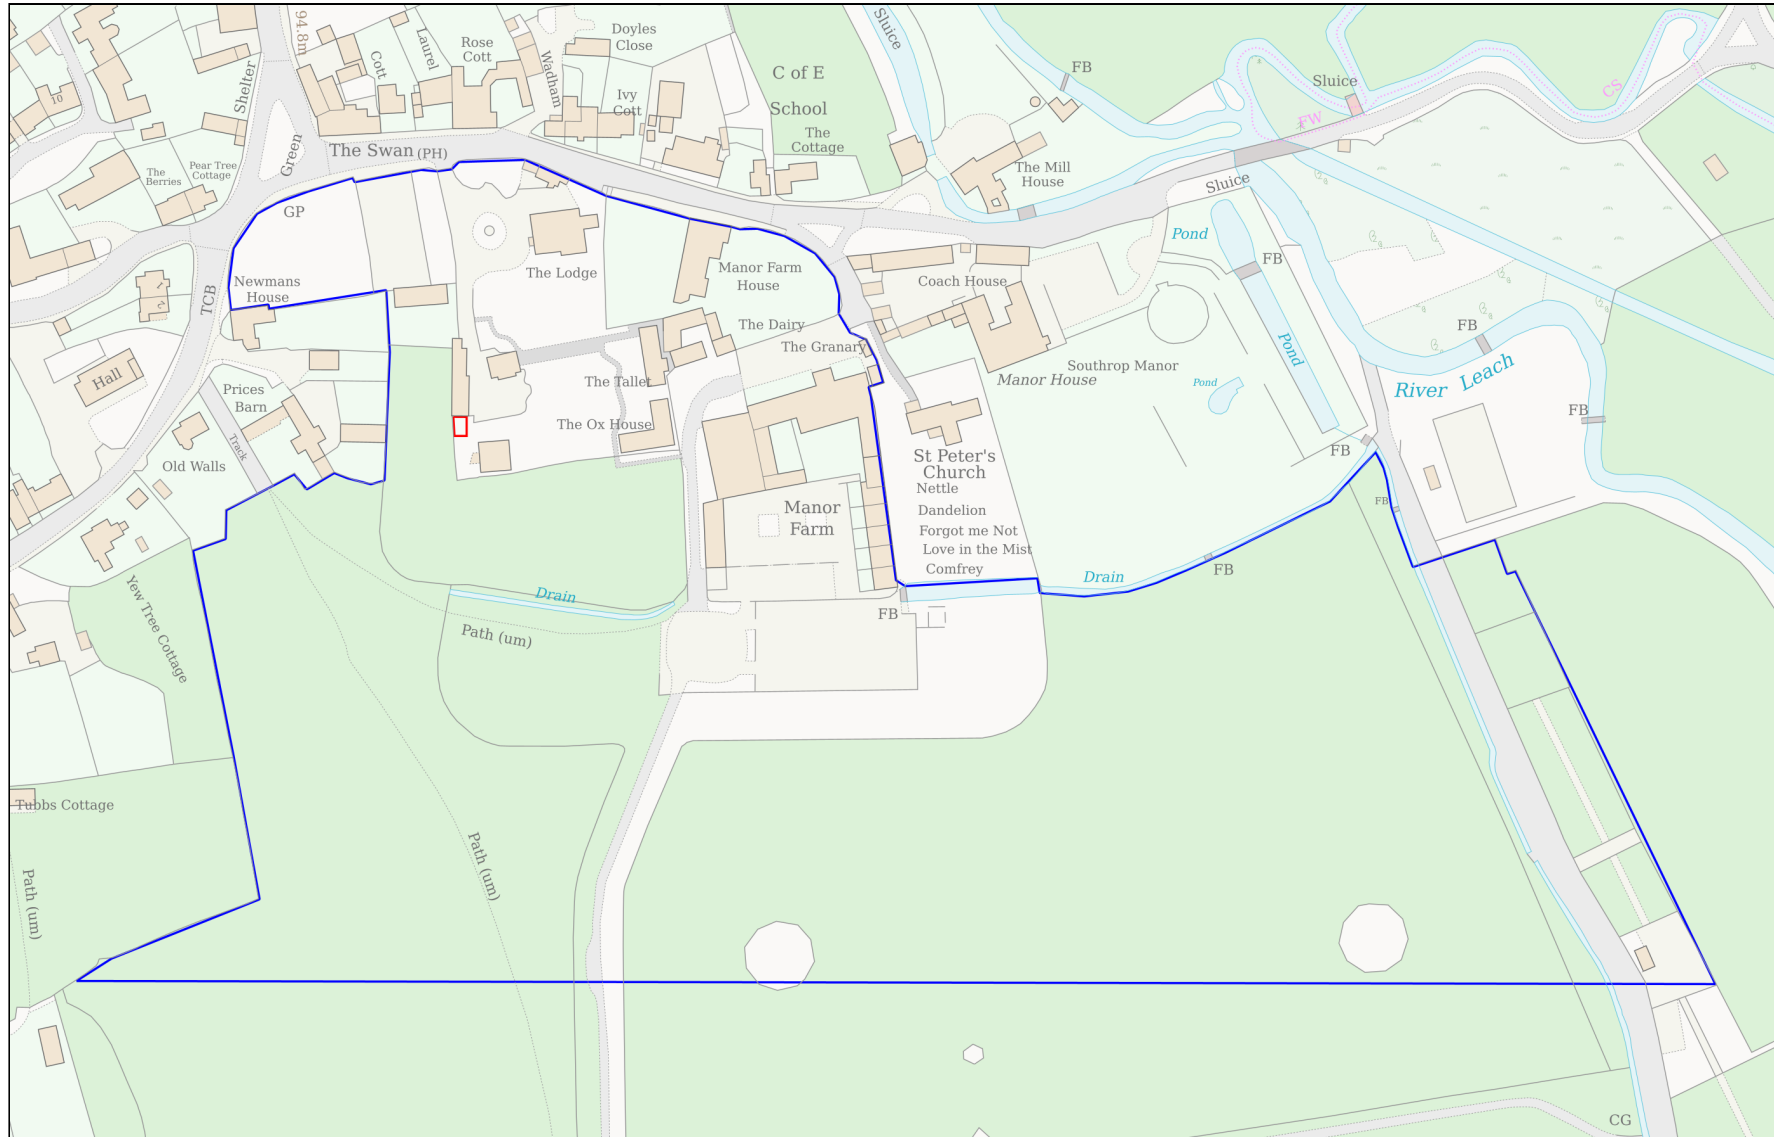 94.8m
Shelter
Green
Cott
Laurel
Rose
Cott
Wadham
Doyles
Close
Ivy
Cott
C of E
School
The
Cottage
Sluice
FB
Sluice
FW
CS
10
The Swan (PH)
The
Berries
Pear Tree
Cottage
GP
The Mill
House
Sluice
Pond
FB
Newmans
House
TCB
1
2
The Lodge
Manor Farm
House
Coach House
The Dairy
The Granary
Pond
FB
River Leach
Southrop Manor
Manor House
Pond
Hall
Prices
Barn
The Tallet
The Ox House
FB
Track
Old Walls
St Peter's
Church
Nettle
Dandelion
Forgot me Not
Love in the Mist
Comfrey
FB
FB
Manor
Farm
Drain
Drain
FB
FB
Path (um)
Yew Tree Cottage
Tubbs Cottage
Path (um)
Path (um)
CG